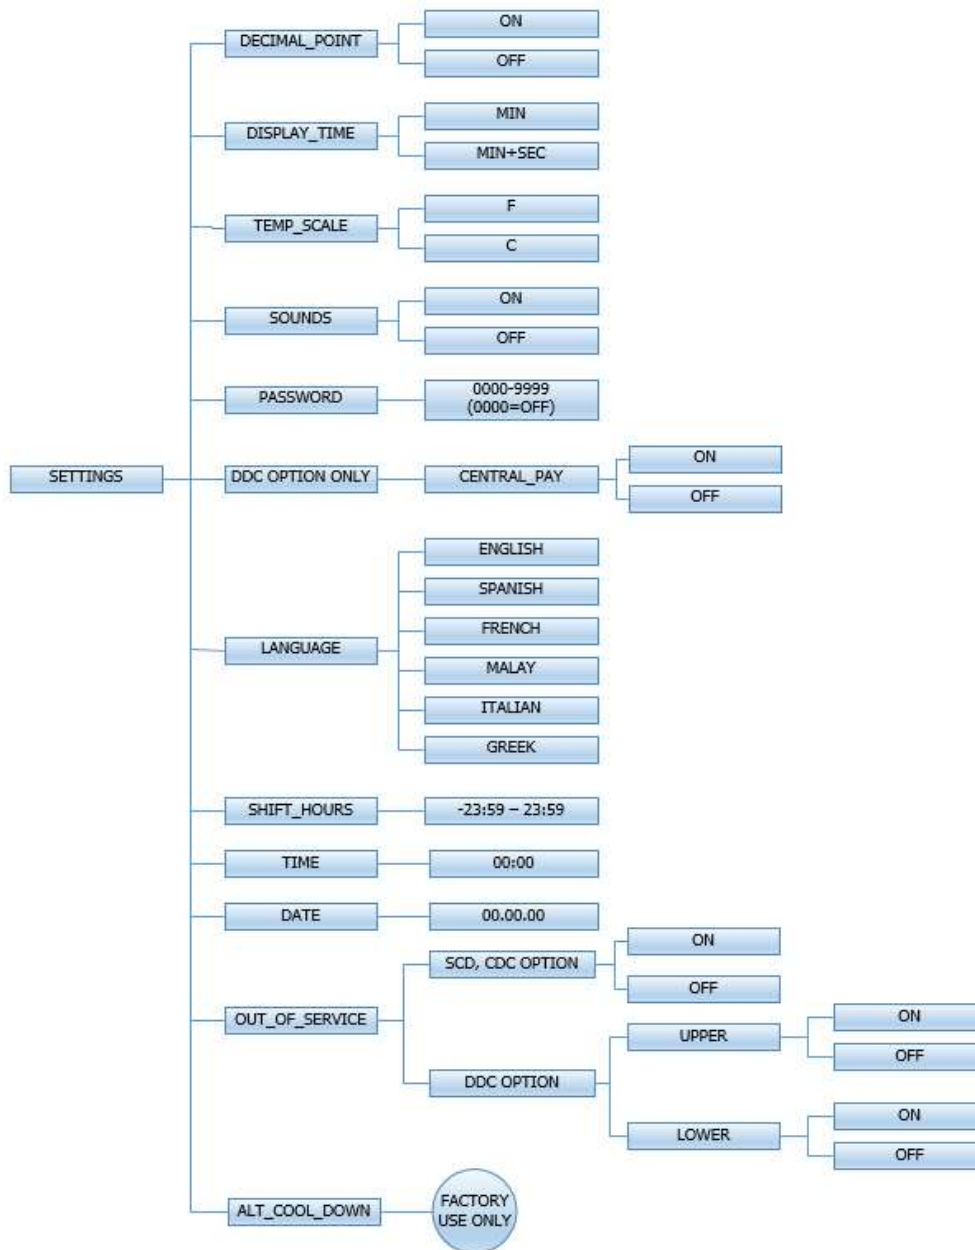 SETTINGS
DECIMAL_POINT
ON
OFF
DISPLAY_TIME
MIN
MIN+SEC
TEMP_SCALE
F
C
SOUNDS
ON
OFF
PASSWORD
0000-9999
(0000=OFF)
DDC OPTION ONLY
CENTRAL_PAY
ON
OFF
LANGUAGE
ENGLISH
SPANISH
FRENCH
MALAY
ITALIAN
GREEK
SHIFT_HOURS
-23:59 – 23:59
TIME
00:00
DATE
00.00.00
OUT_OF_SERVICE
SCD, CDC OPTION
ON
OFF
DDC OPTION
UPPER
ON
OFF
LOWER
ON
OFF
ALT_COOL_DOWN
FACTORY
USE ONLY